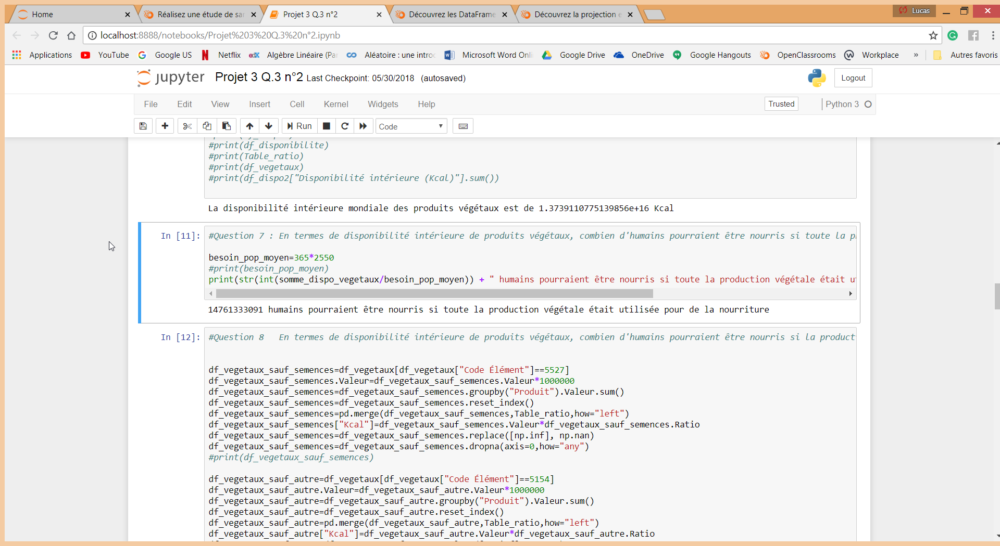 Home
Réalisez une étude de sa
Projet 3 Q.3 n°2
Découvrez les DataFrame
Découvrez la projection e
Lucas
localhost:8888/notebooks/Projet%203%20Q.3%20n°2.ipynb
Applications YouTube Google US Netflix Algèbre Linéaire (Pa Aléatoire : une intro Microsoft Word Onli Google Drive OneDrive Google Hangouts OpenClassrooms Workplace » Autres favoris
jupyter Projet 3 Q.3 n°2 Last Checkpoint: 05/30/2018 (autosaved) Logout
File Edit View Insert Cell Kernel Widgets Help Trusted Python 3
Run Code
#print(df_disponibilite)
#print(Table_ratio)
#print(df_vegetaux)
#print(df_dispo2["Disponibilité intérieure (Kcal)"].sum())
La disponibilité intérieure mondiale des produits végétaux est de 1.3739110775139856e+16 Kcal
In [11]: #Question 7 : En termes de disponibilité intérieure de produits végétaux, combien d'humains pourraient être nourris si toute la p
besoin_pop_moyen=365*2550
#print(besoin_pop_moyen)
print(str(int(somme_dispo_vegetaux/besoin_pop_moyen)) + " humains pourraient être nourris si toute la production végétale était u
14761333091 humains pourraient être nourris si toute la production végétale était utilisée pour de la nourriture
In [12]: #Question 8 En termes de disponibilité intérieure de produits végétaux, combien d'humains pourraient être nourris si la product
df_vegetaux_sauf_semences=df_vegetaux[df_vegetaux["Code Élément"]==5527]
df_vegetaux_sauf_semences.Valeur=df_vegetaux_sauf_semences.Valeur*1000000
df_vegetaux_sauf_semences=df_vegetaux_sauf_semences.groupby("Produit").Valeur.sum()
df_vegetaux_sauf_semences=df_vegetaux_sauf_semences.reset_index()
df_vegetaux_sauf_semences=pd.merge(df_vegetaux_sauf_semences,Table_ratio,how="left")
df_vegetaux_sauf_semences["Kcal"]=df_vegetaux_sauf_semences.Valeur*df_vegetaux_sauf_semences.Ratio
df_vegetaux_sauf_semences=df_vegetaux_sauf_semences.replace([np.inf], np.nan)
df_vegetaux_sauf_semences=df_vegetaux_sauf_semences.dropna(axis=0,how="any")
#print(df_vegetaux_sauf_semences)
df_vegetaux_sauf_autre=df_vegetaux[df_vegetaux["Code Élément"]==5154]
df_vegetaux_sauf_autre.Valeur=df_vegetaux_sauf_autre.Valeur*1000000
df_vegetaux_sauf_autre=df_vegetaux_sauf_autre.groupby("Produit").Valeur.sum()
df_vegetaux_sauf_autre=df_vegetaux_sauf_autre.reset_index()
df_vegetaux_sauf_autre=pd.merge(df_vegetaux_sauf_autre,Table_ratio,how="left")
df_vegetaux_sauf_autre["Kcal"]=df_vegetaux_sauf_autre.Valeur*df_vegetaux_sauf_autre.Ratio